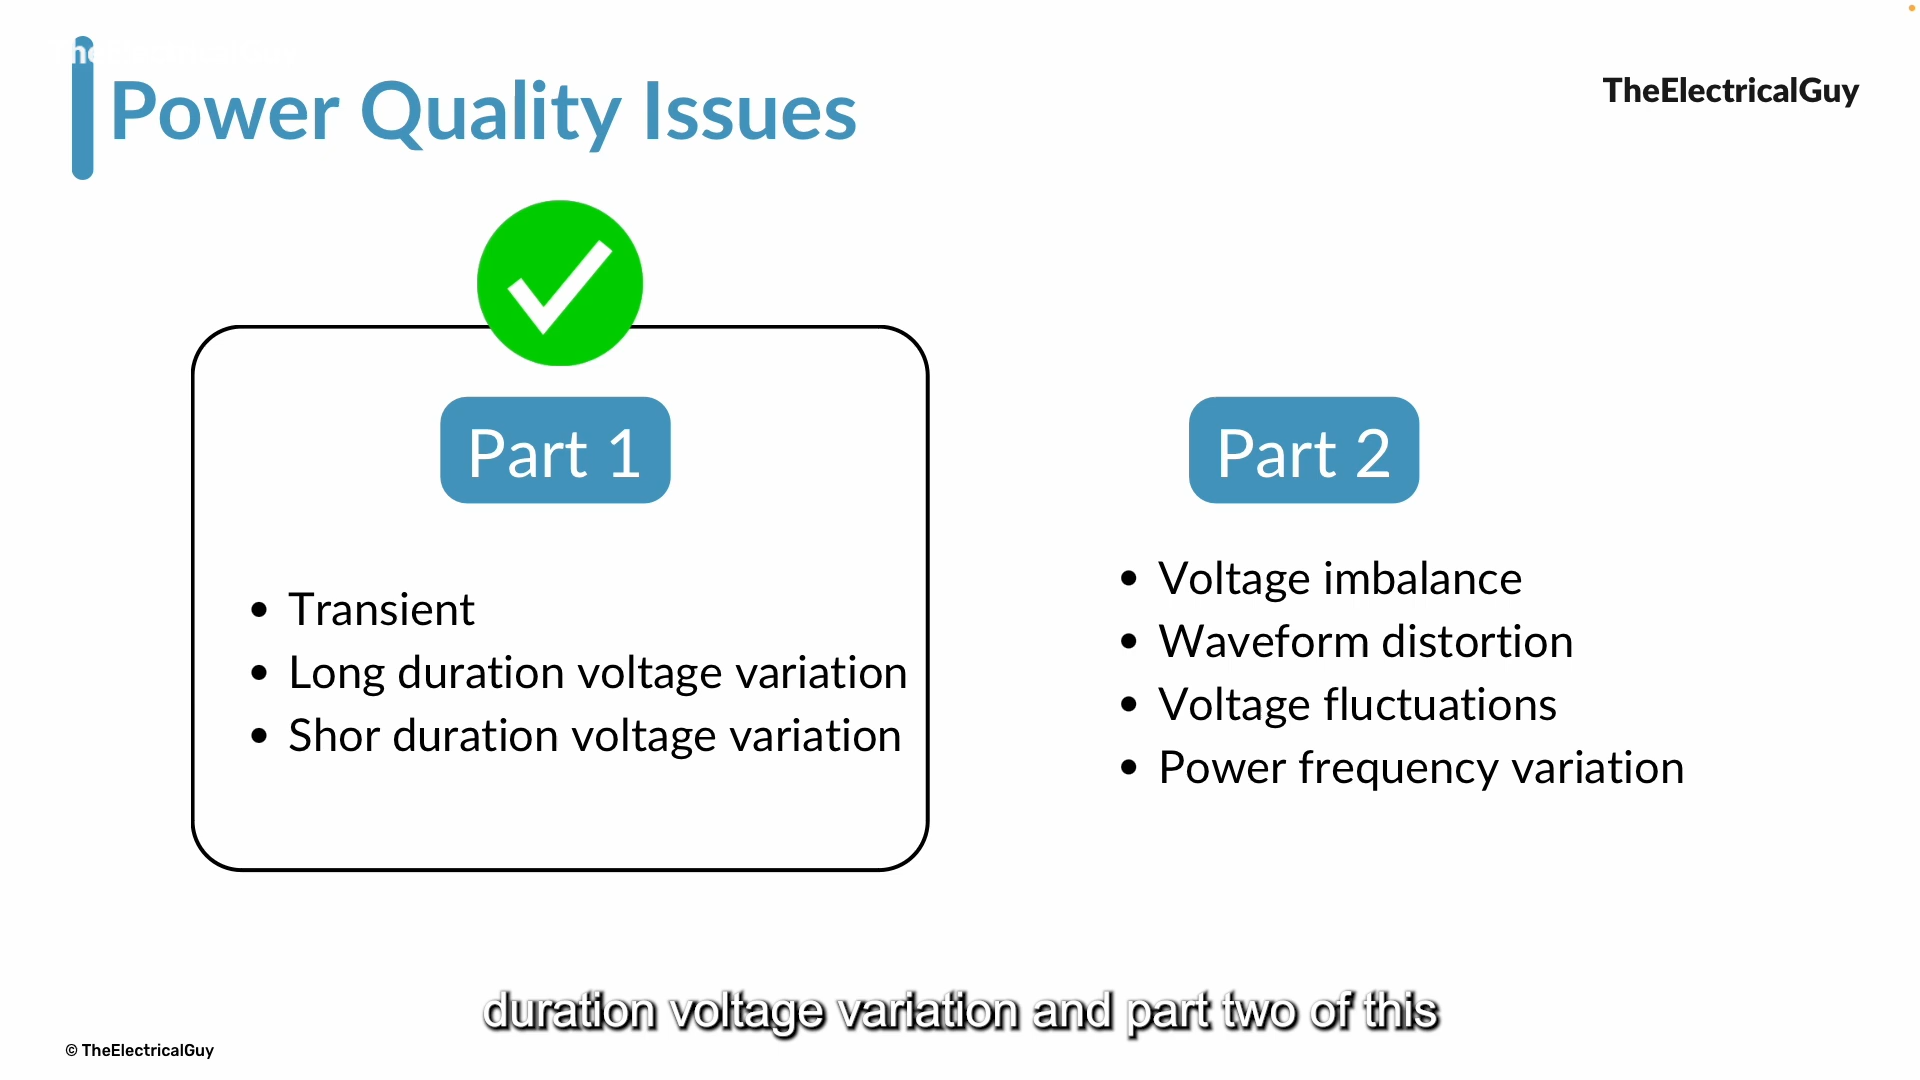 Power Quality Issues
TheElectricalGuy
Part 1
• Transient
• Long duration voltage variation
• Shor duration voltage variation
Part 2
• Voltage imbalance
• Waveform distortion
• Voltage fluctuations
• Power frequency variation
duration voltage variation and part two of this
© TheElectricalGuy